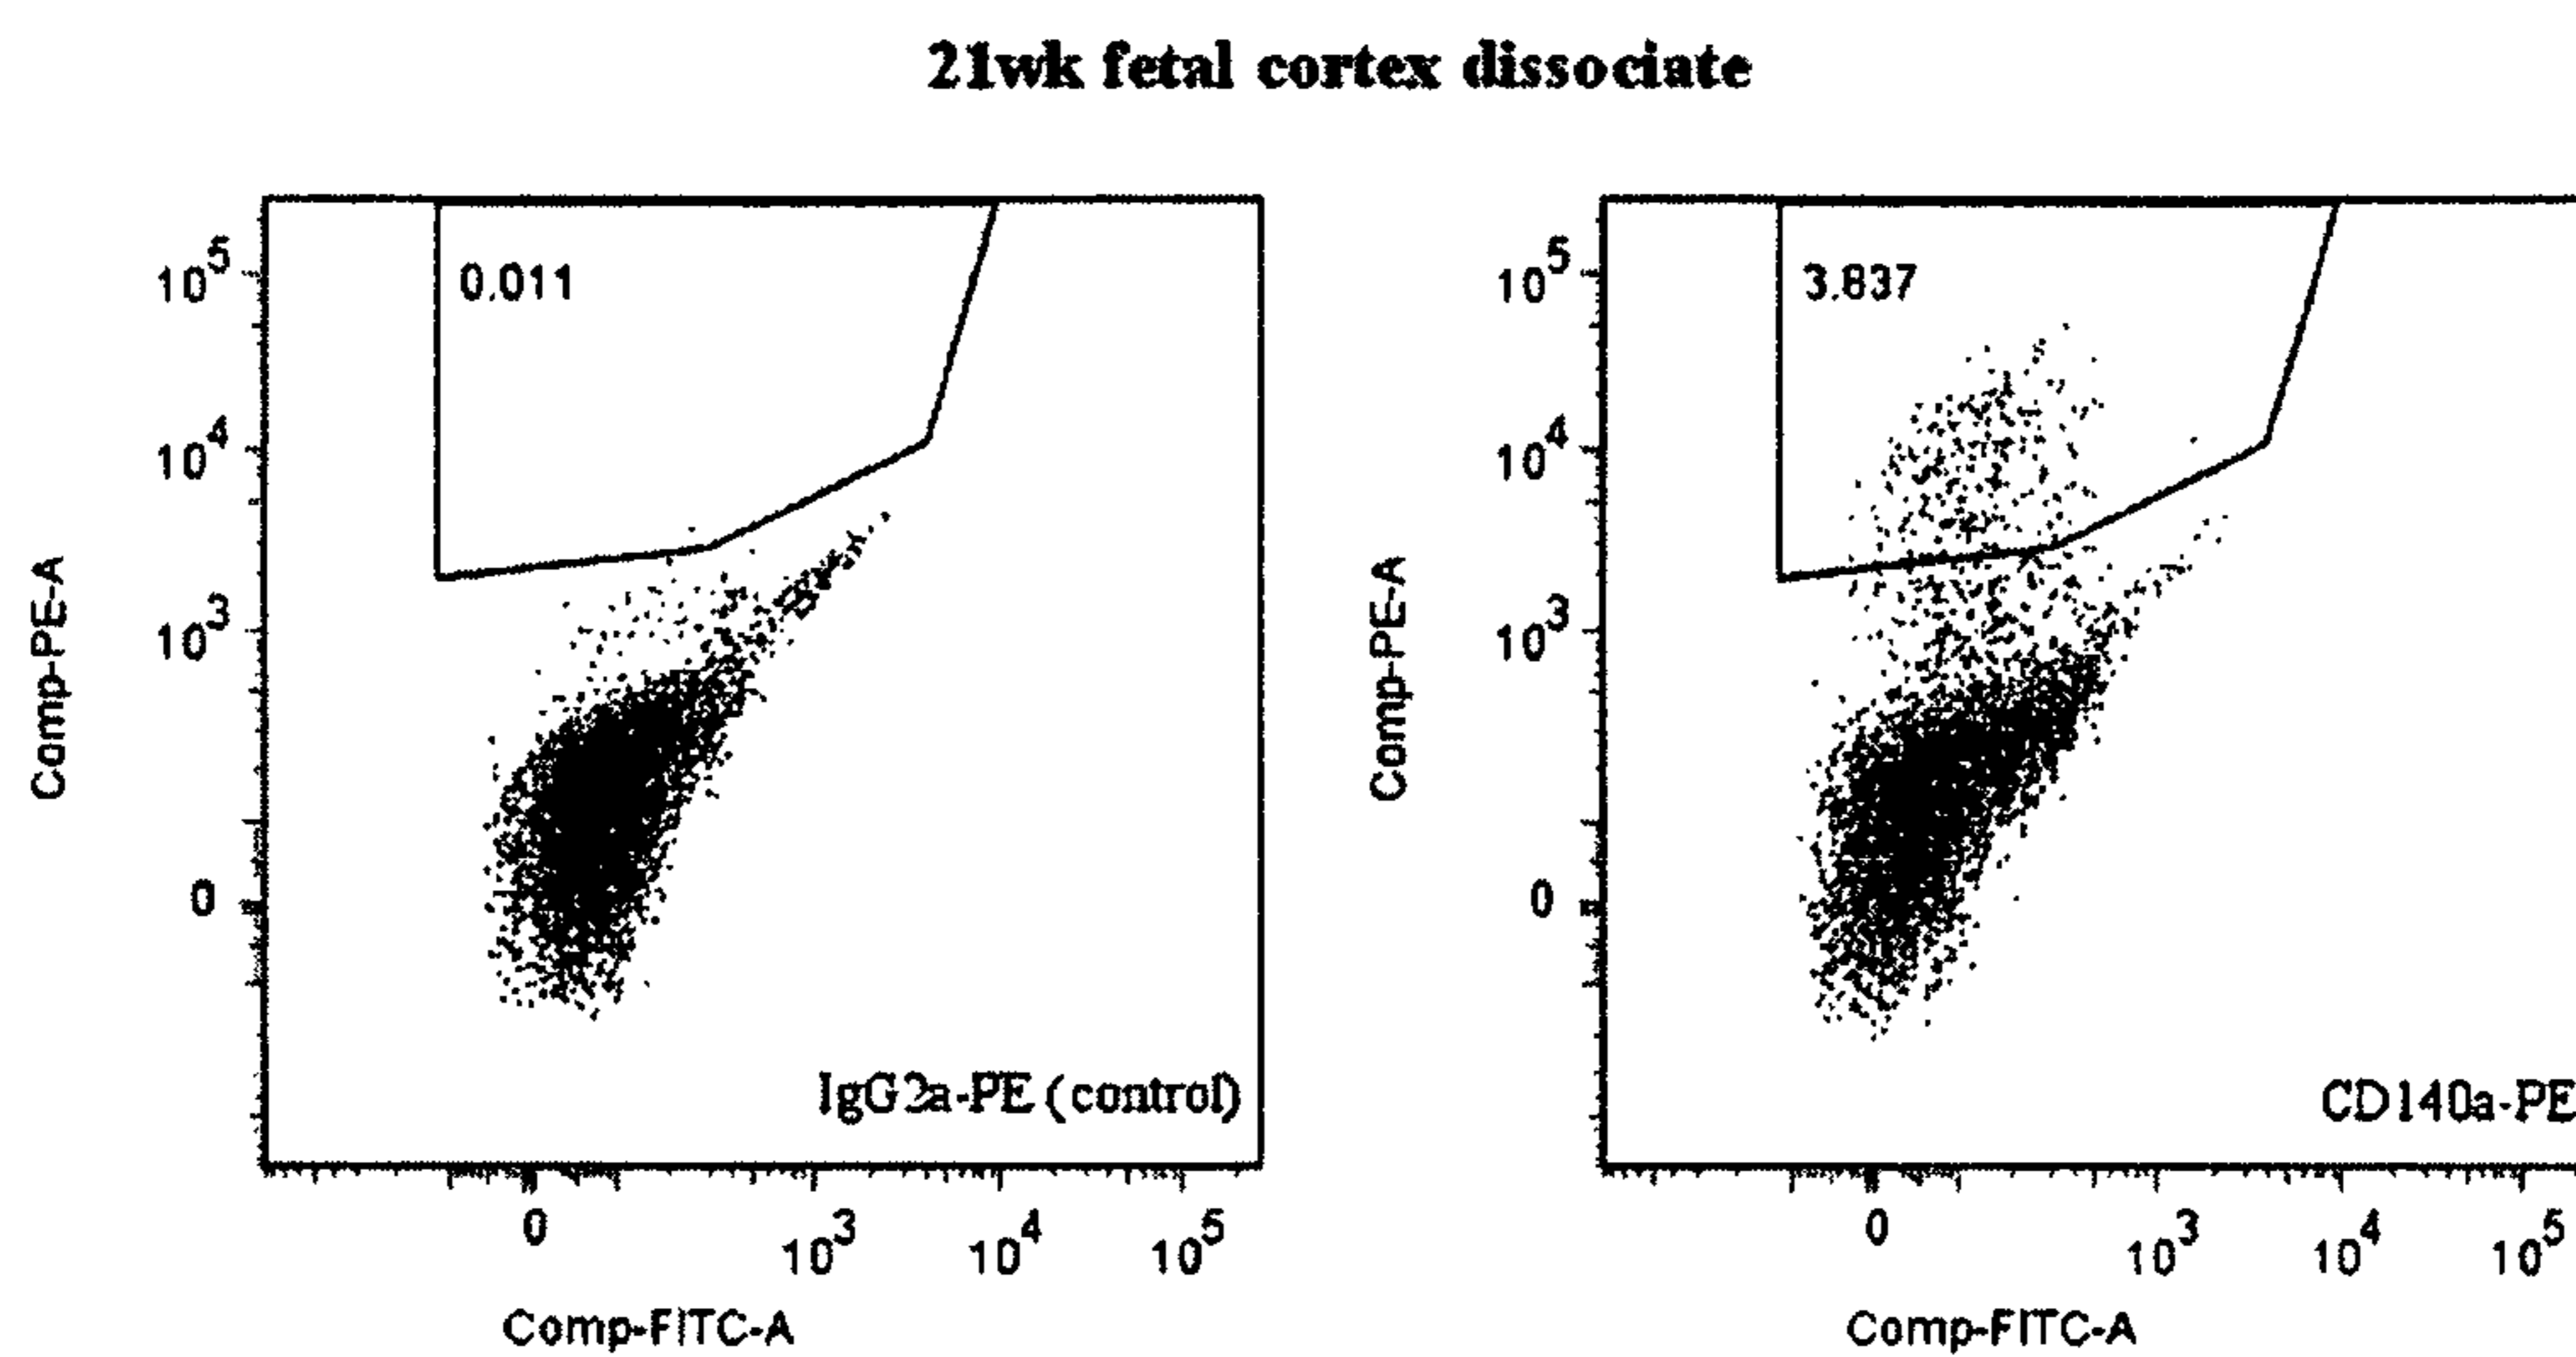 21wk fetal cortex dissociate
0.011
10^5
10^4
10^3
0
Comp-PE-A
IgG2a-PE (control)
0 10^3 10^4 10^5
Comp-FITC-A
3.837
10^5
10^4
10^3
0
Comp-PE-A
CD140a-PE
0 10^3 10^4 10^5
Comp-FITC-A